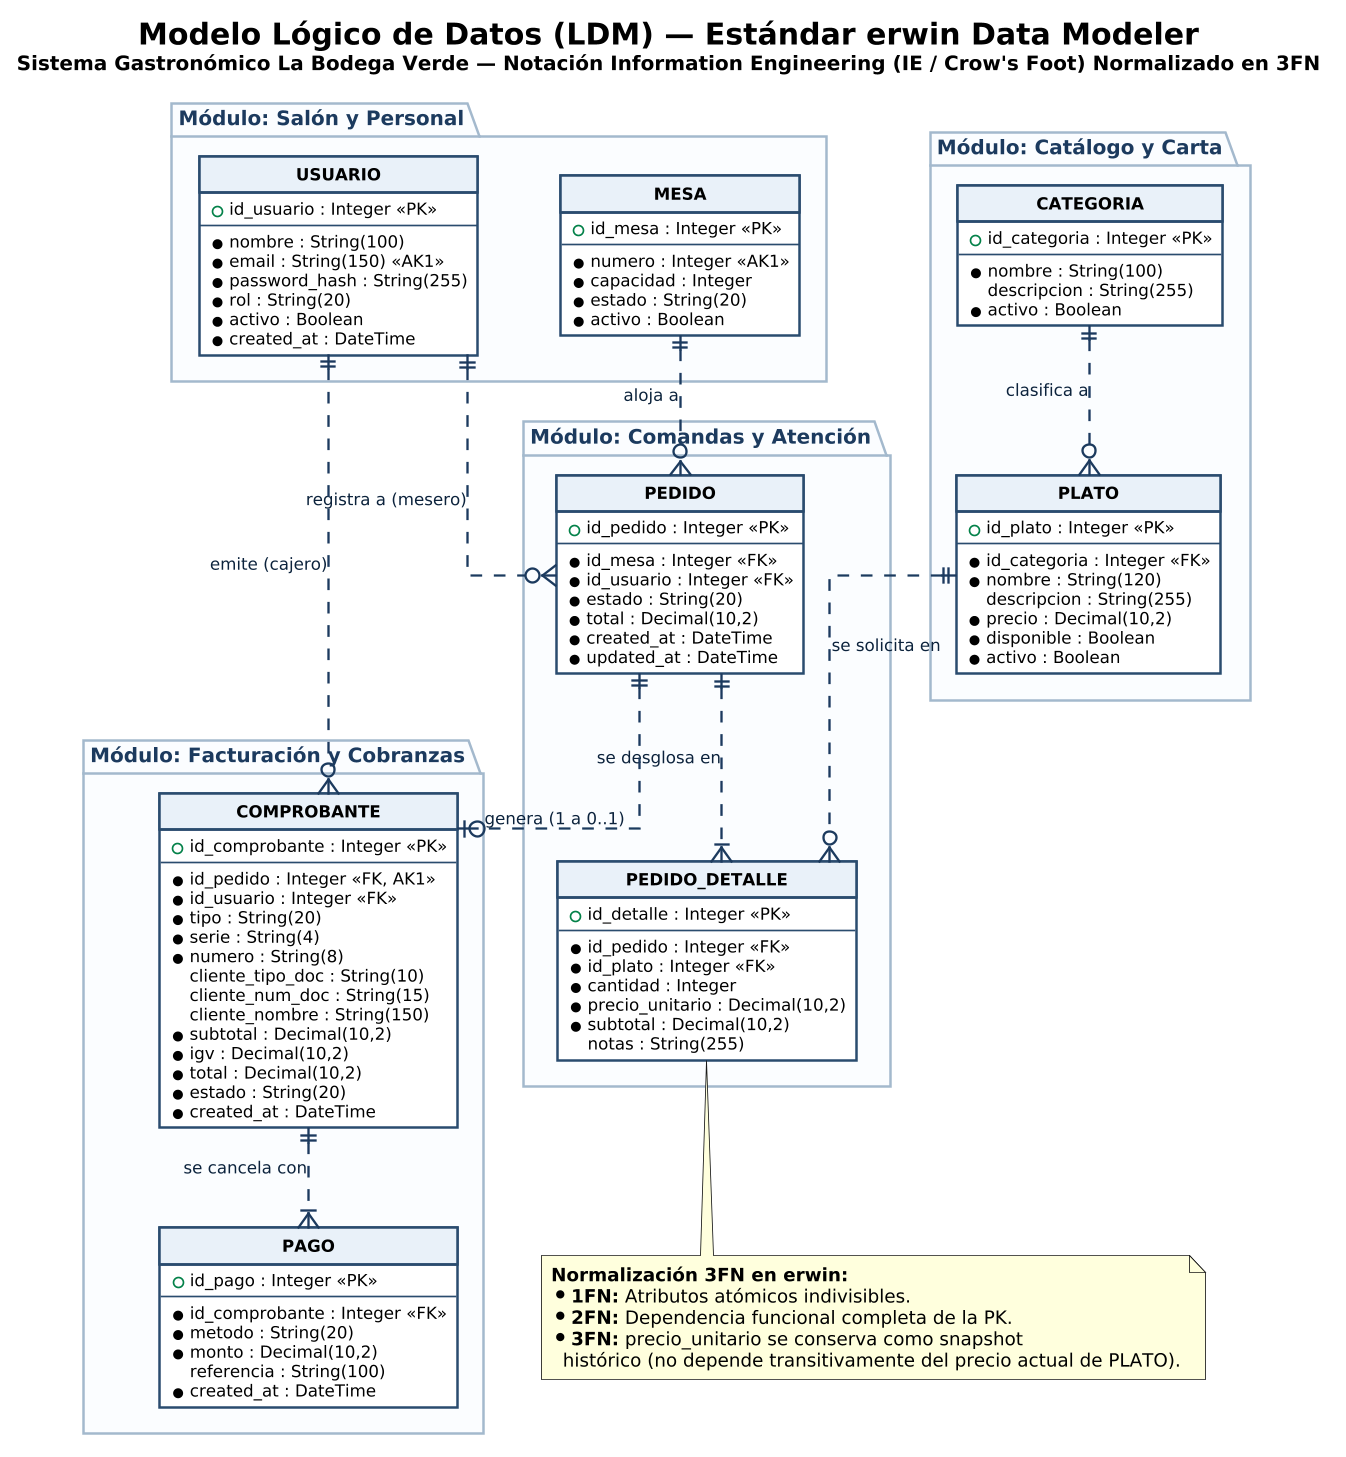 Modelo Lógico de Datos (LDM) — Estándar erwin Data Modeler
Sistema Gastronómico La Bodega Verde — Notación Information Engineering (IE / Crow's Foot) Normalizado en 3FN
Módulo: Salón y Personal
USUARIO
id_usuario : Integer «PK»
nombre : String(100)
email : String(150) «AK1»
password_hash : String(255)
rol : String(20)
activo : Boolean
created_at : DateTime
MESA
id_mesa : Integer «PK»
numero : Integer «AK1»
capacidad : Integer
estado : String(20)
activo : Boolean
Módulo: Catálogo y Carta
CATEGORIA
id_categoria : Integer «PK»
nombre : String(100)
descripcion : String(255)
activo : Boolean
clasifica a
PLATO
id_plato : Integer «PK»
id_categoria : Integer «FK»
nombre : String(120)
descripcion : String(255)
precio : Decimal(10,2)
disponible : Boolean
activo : Boolean
aloja a
Módulo: Comandas y Atención
PEDIDO
id_pedido : Integer «PK»
id_mesa : Integer «FK»
id_usuario : Integer «FK»
estado : String(20)
total : Decimal(10,2)
created_at : DateTime
updated_at : DateTime
registra a (mesero)
emite (cajero)
se solicita en
se desglosa en
genera (1 a 0..1)
PEDIDO_DETALLE
id_detalle : Integer «PK»
id_pedido : Integer «FK»
id_plato : Integer «FK»
cantidad : Integer
precio_unitario : Decimal(10,2)
subtotal : Decimal(10,2)
notas : String(255)
Módulo: Facturación y Cobranzas
COMPROBANTE
id_comprobante : Integer «PK»
id_pedido : Integer «FK, AK1»
id_usuario : Integer «FK»
tipo : String(20)
serie : String(4)
numero : String(8)
cliente_tipo_doc : String(10)
cliente_num_doc : String(15)
cliente_nombre : String(150)
subtotal : Decimal(10,2)
igv : Decimal(10,2)
total : Decimal(10,2)
estado : String(20)
created_at : DateTime
se cancela con
PAGO
id_pago : Integer «PK»
id_comprobante : Integer «FK»
metodo : String(20)
monto : Decimal(10,2)
referencia : String(100)
created_at : DateTime
Normalización 3FN en erwin:
• 1FN: Atributos atómicos indivisibles.
• 2FN: Dependencia funcional completa de la PK.
• 3FN: precio_unitario se conserva como snapshot
histórico (no depende transitivamente del precio actual de PLATO).